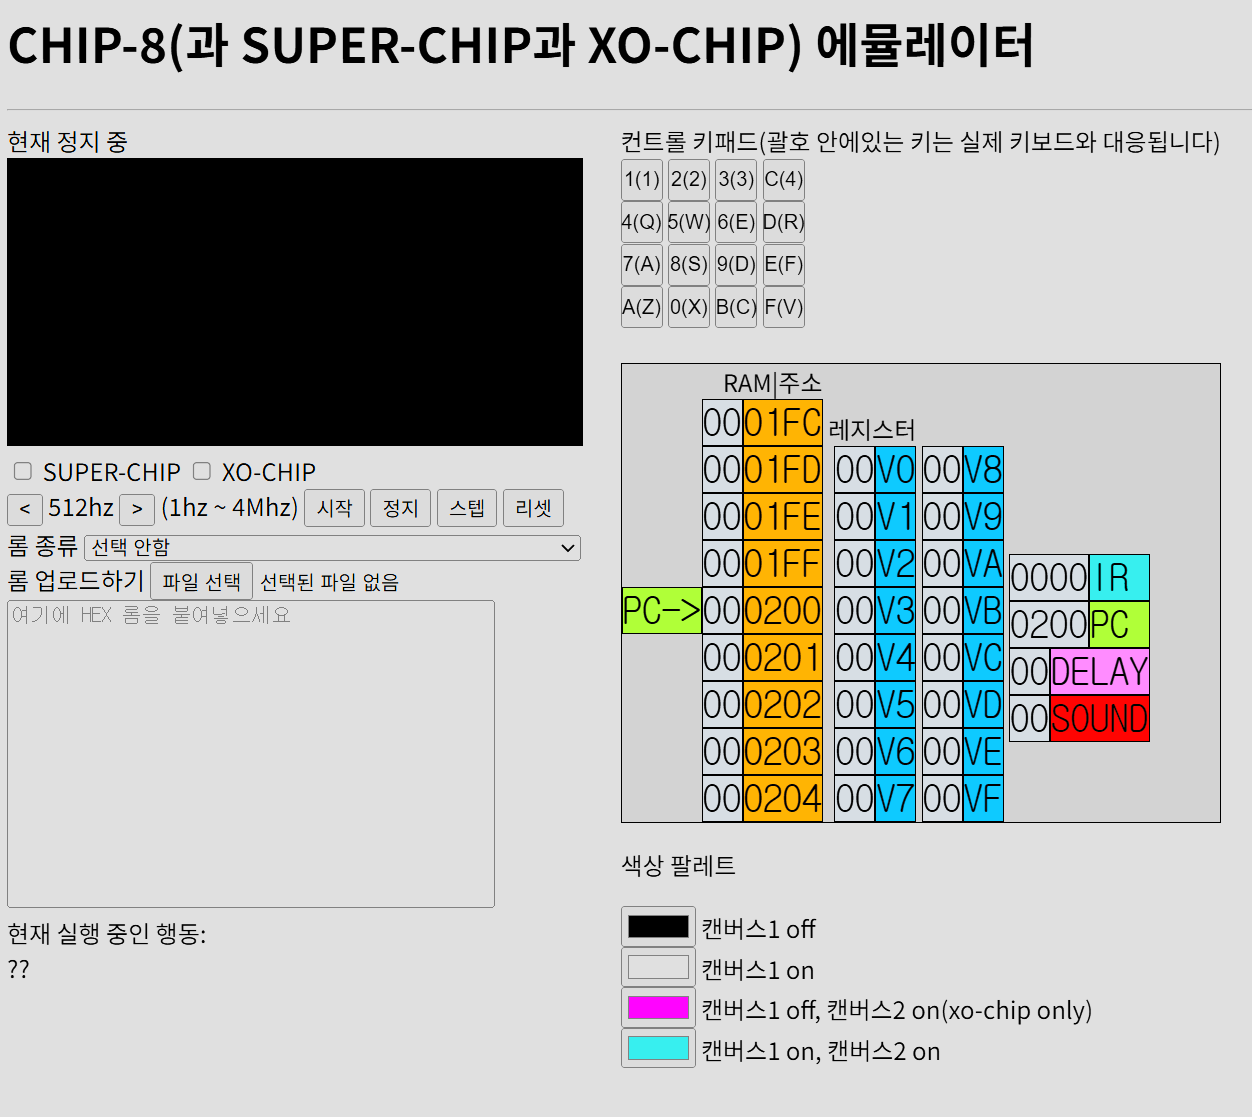 CHIP-8(과 SUPER-CHIP과 XO-CHIP) 에뮬레이터
현재 정지 중
SUPER-CHIP XO-CHIP
< 512hz > (1hz ~ 4Mhz) 시작 정지 스텝 리셋
롬 종류 선택 안함
롬 업로드하기 파일 선택 선택된 파일 없음
여기에 HEX 롬을 붙여넣으세요
현재 실행 중인 행동:
??
컨트롤 키패드(괄호 안에있는 키는 실제 키보드와 대응됩니다)
1(1) 2(2) 3(3) C(4)
4(Q) 5(W) 6(E) D(R)
7(A) 8(S) 9(D) E(F)
A(Z) 0(X) B(C) F(V)
RAM|주소
00 01FC
00 01FD
00 01FE
00 01FF
PC-> 00 0200
00 0201
00 0202
00 0203
00 0204
레지스터
00 V0 00 V8
00 V1 00 V9
00 V2 00 VA
00 V3 00 VB
00 V4 00 VC
00 V5 00 VD
00 V6 00 VE
00 V7 00 VF
0000 IR
0200 PC
00 DELAY
00 SOUND
색상 팔레트
캔버스1 off
캔버스1 on
캔버스1 off, 캔버스2 on(xo-chip only)
캔버스1 on, 캔버스2 on